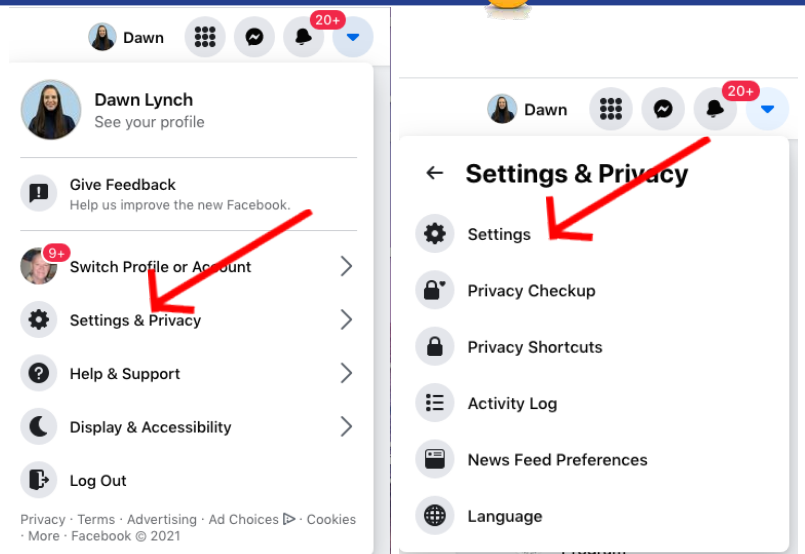 Dawn
20+
Dawn Lynch
See your profile
Give Feedback
Help us improve the new Facebook.
9+
Switch Profile or Account
Settings & Privacy
Help & Support
Display & Accessibility
Log Out
Privacy · Terms · Advertising · Ad Choices · Cookies
· More · Facebook © 2021
Dawn
20+
Settings & Privacy
Settings
Privacy Checkup
Privacy Shortcuts
Activity Log
News Feed Preferences
Language